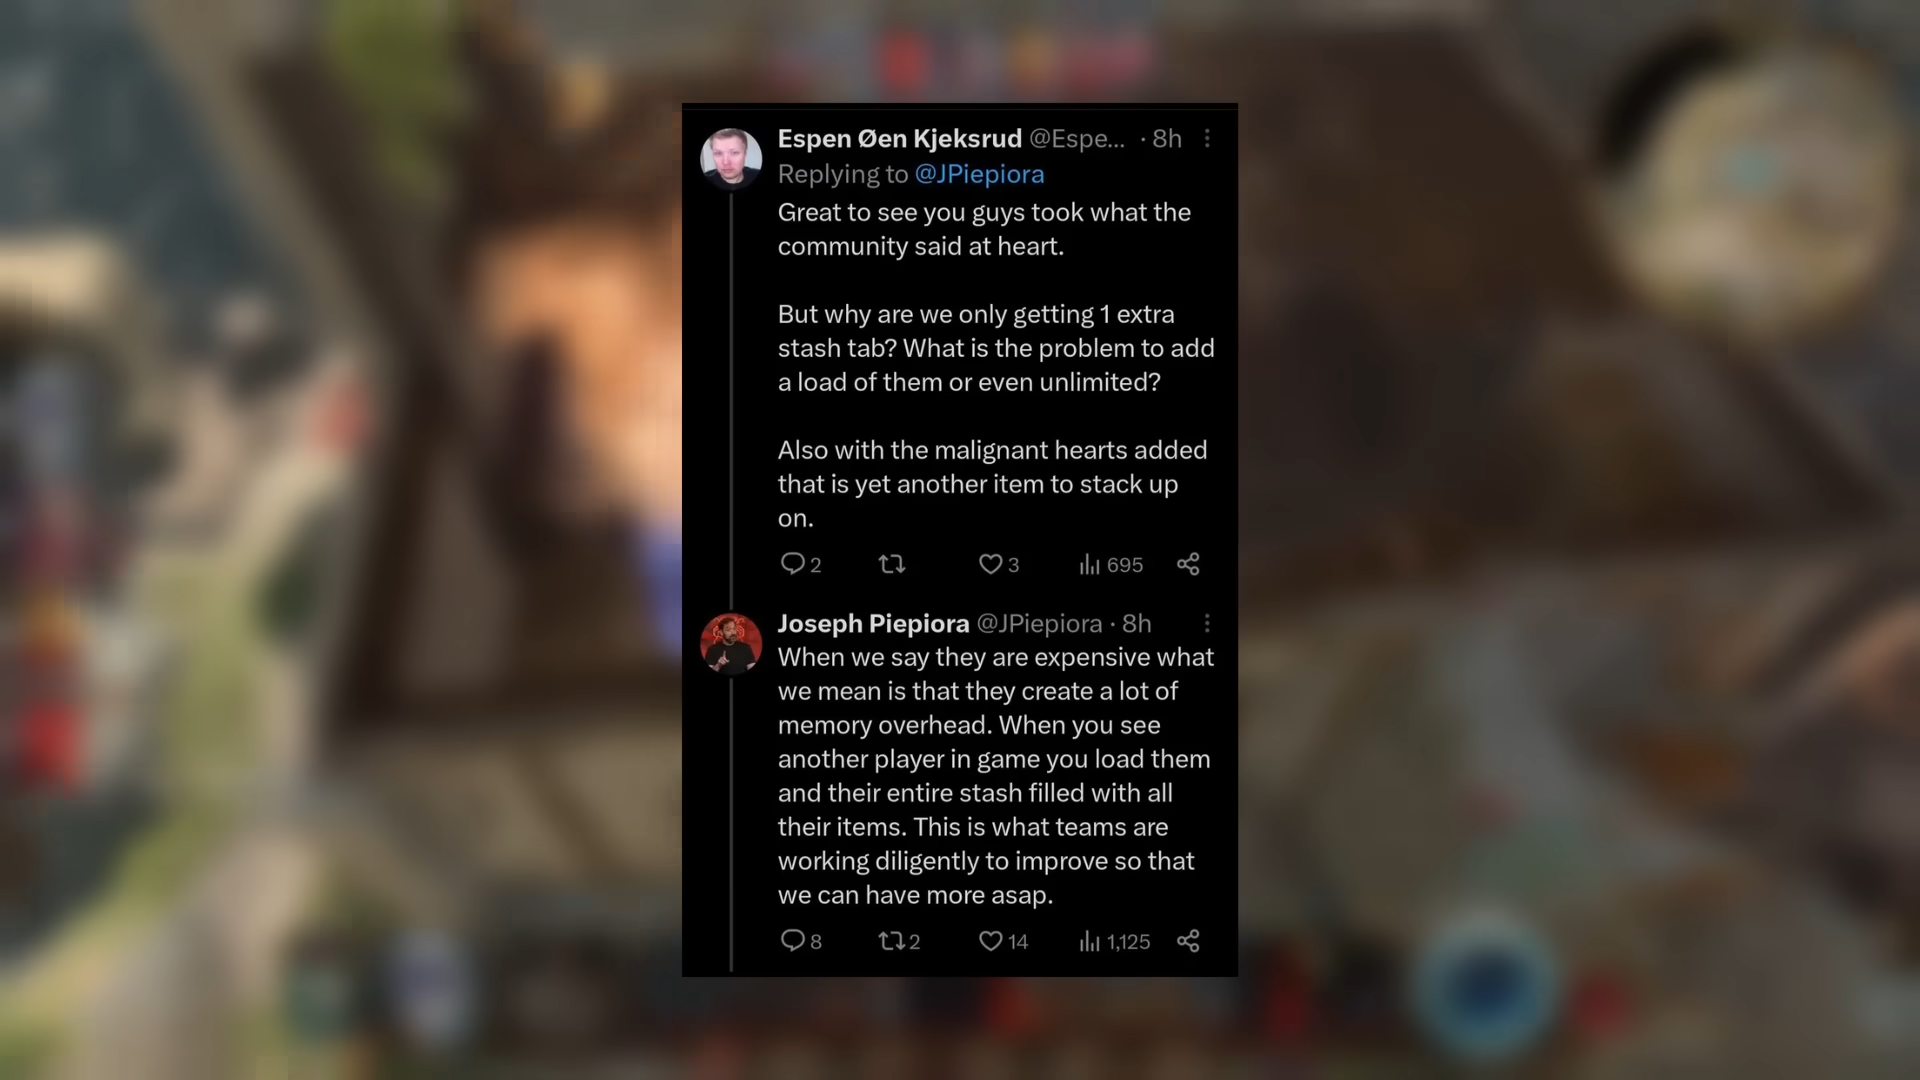 Espen Øen Kjeksrud @Espe... · 8h
Replying to @JPiepiora
Great to see you guys took what the
community said at heart.
But why are we only getting 1 extra
stash tab? What is the problem to add
a load of them or even unlimited?
Also with the malignant hearts added
that is yet another item to stack up
on.
2 3 695
Joseph Piepiora @JPiepiora · 8h
When we say they are expensive what
we mean is that they create a lot of
memory overhead. When you see
another player in game you load them
and their entire stash filled with all
their items. This is what teams are
working diligently to improve so that
we can have more asap.
8 2 14 1,125